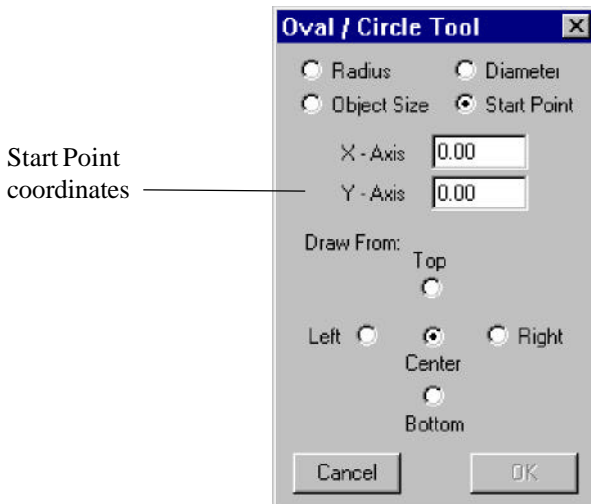 Oval / Circle Tool
Radius Diameter
Object Size Start Point
X - Axis 0.00
Start Point
coordinates
Y - Axis 0.00
Draw From:
Top
Left Right
Center
Bottom
Cancel OK